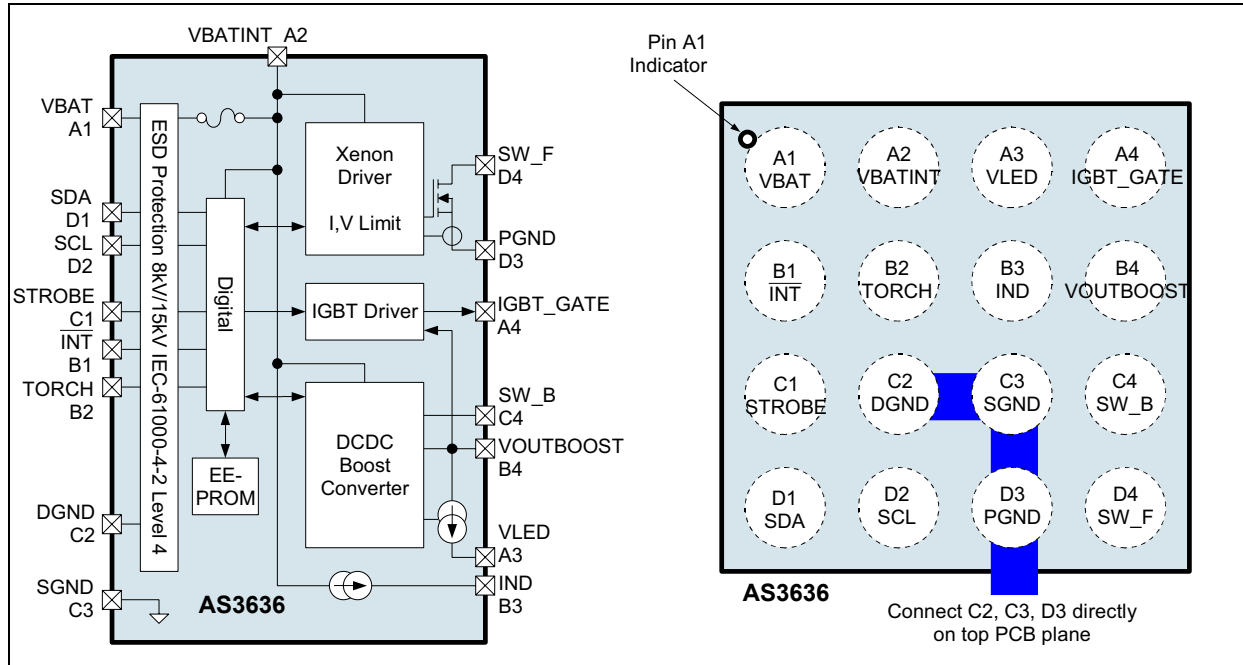 VBATINT A2
VBAT
A1
SDA
D1
SCL
D2
STROBE
C1
INT
B1
TORCH
B2
DGND
C2
SGND
C3
ESD Protection 8kV/15kV IEC-61000-4-2 Level 4
Digital
EE-
PROM
Xenon
Driver
I,V Limit
IGBT Driver
DCDC
Boost
Converter
SW_F
D4
PGND
D3
IGBT_GATE
A4
SW_B
C4
VOUTBOOST
B4
VLED
A3
IND
B3
AS3636
Pin A1
Indicator
A1
VBAT
A2
VBATINT
A3
VLED
A4
IGBT_GATE
B1
INT
B2
TORCH
B3
IND
B4
VOUTBOOST
C1
STROBE
C2
DGND
C3
SGND
C4
SW_B
D1
SDA
D2
SCL
D3
PGND
D4
SW_F
AS3636
Connect C2, C3, D3 directly
on top PCB plane